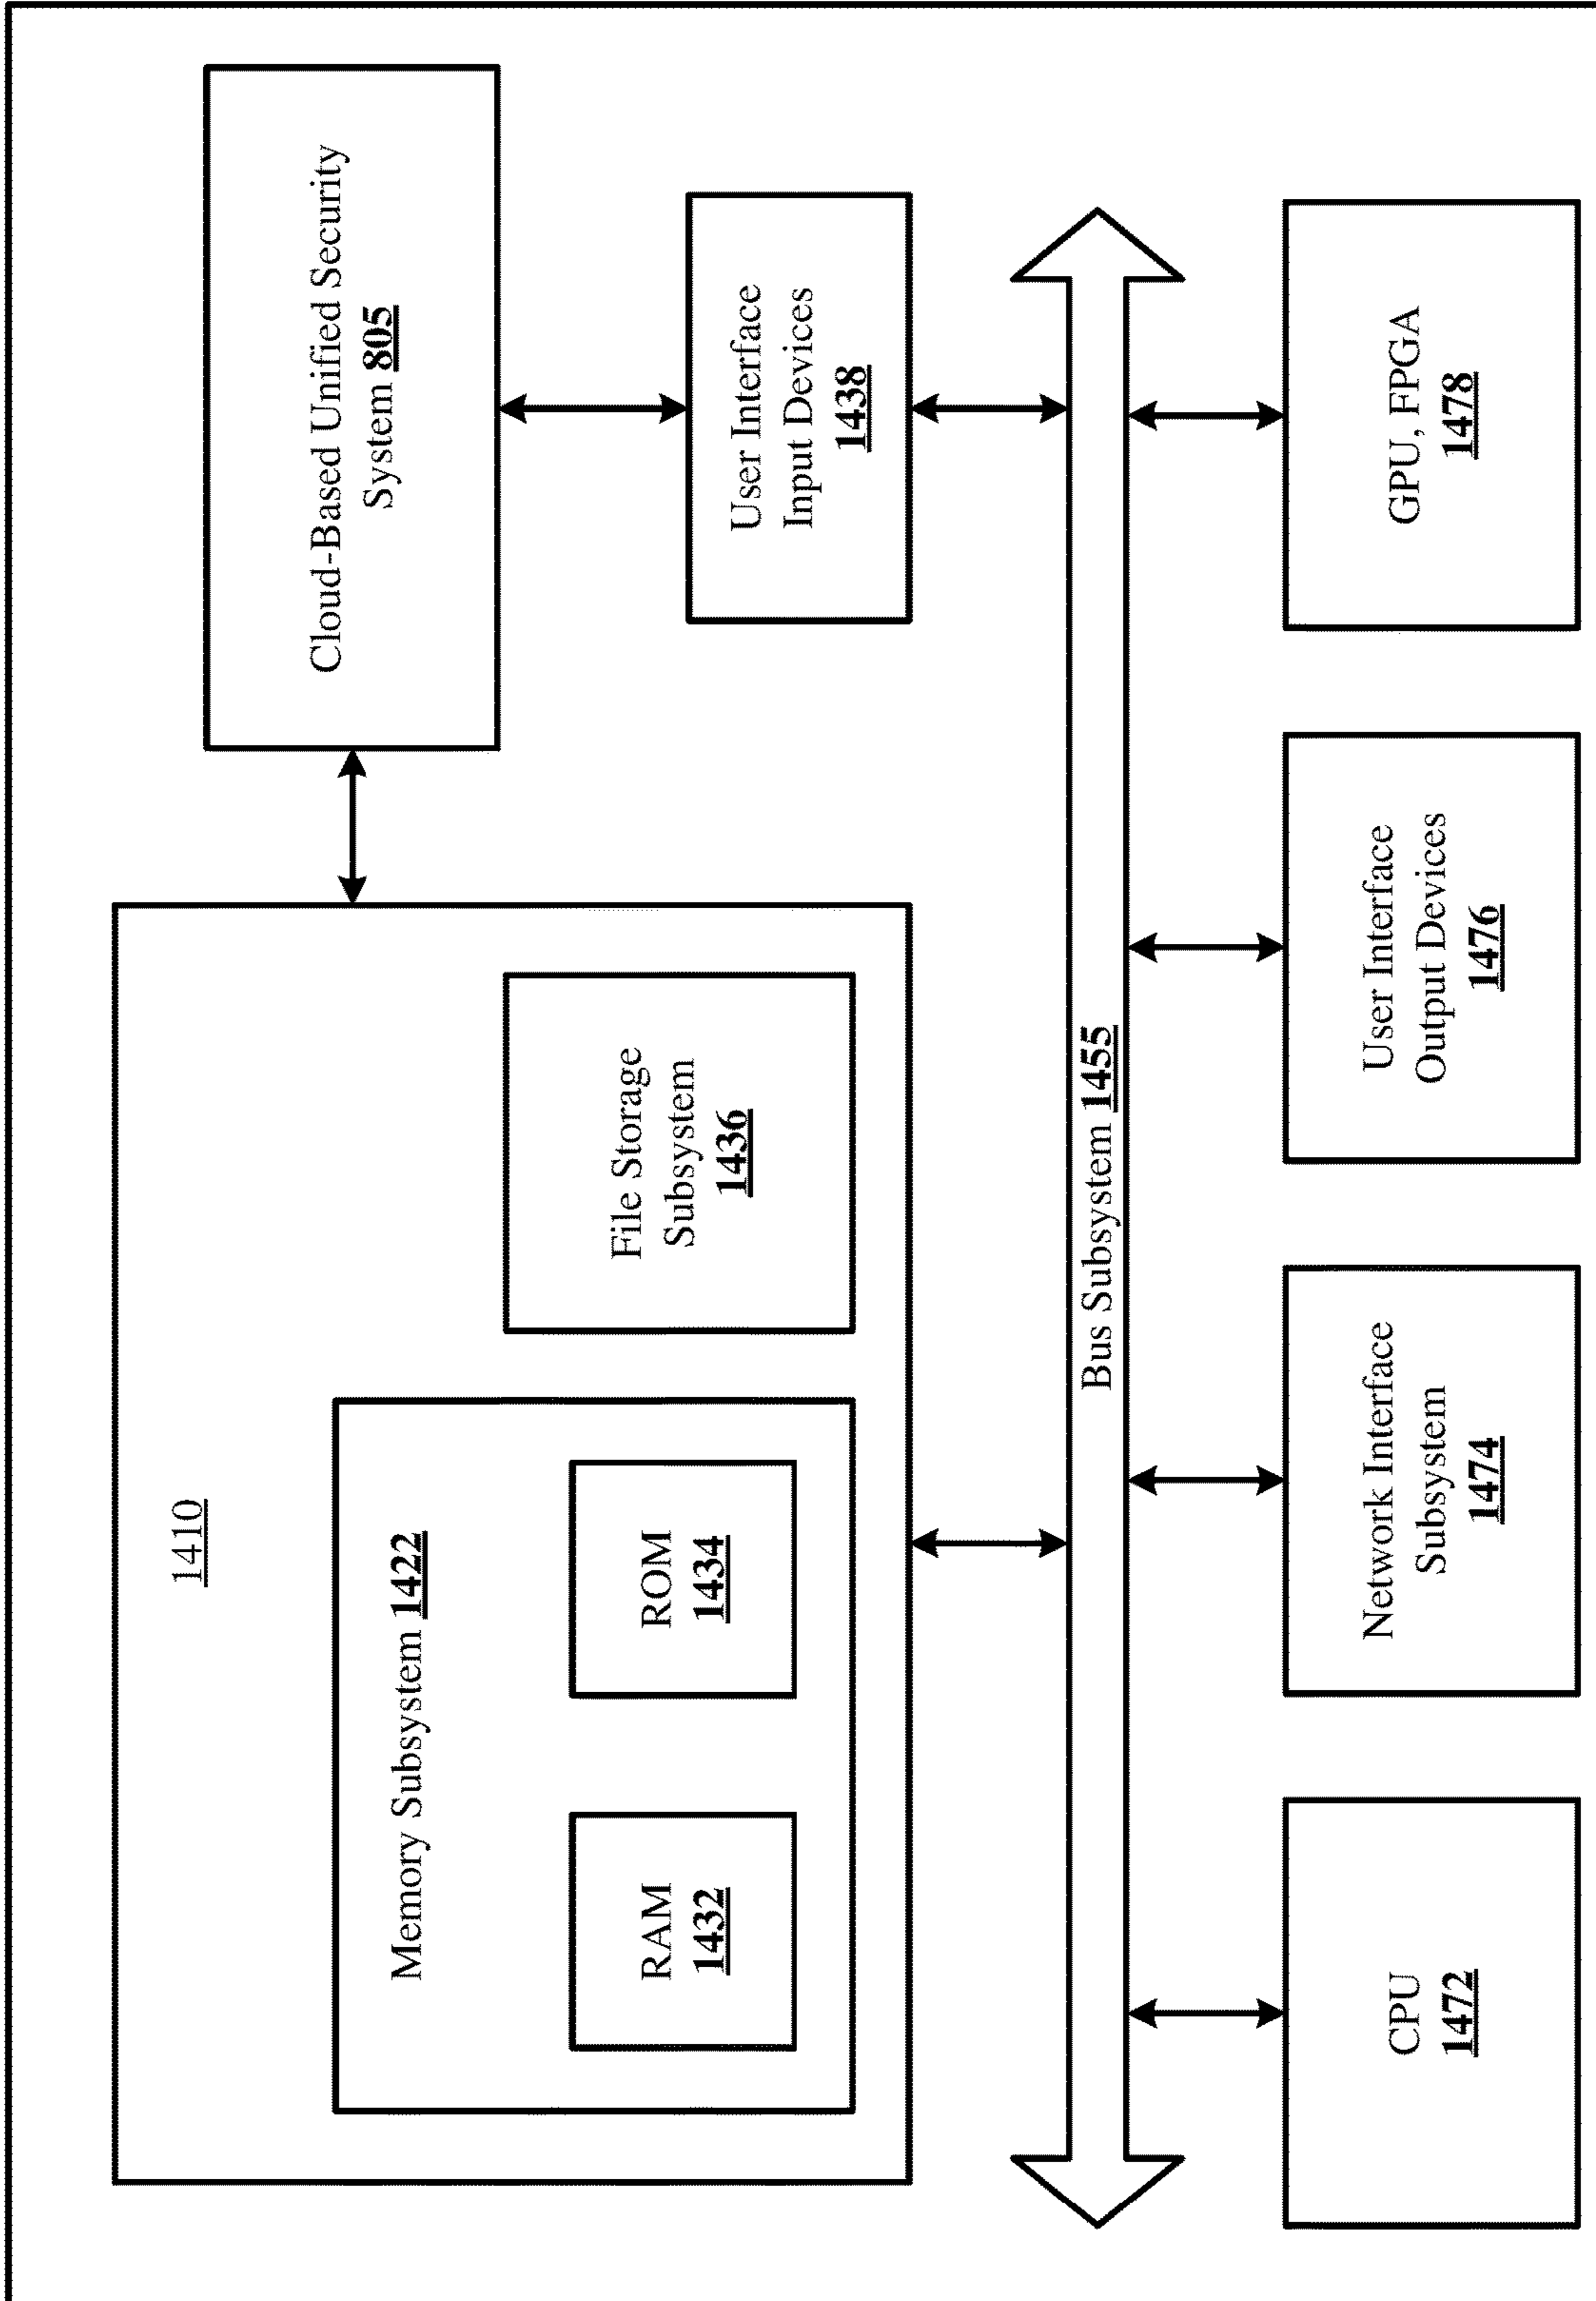 1410
Cloud-Based Unified Security
System 805
Memory Subsystem 1422
RAM
1432
ROM
1434
File Storage
Subsystem
1436
User Interface
Input Devices
1438
Bus Subsystem 1455
CPU
1472
Network Interface
Subsystem
1474
User Interface
Output Devices
1476
GPU, FPGA
1478